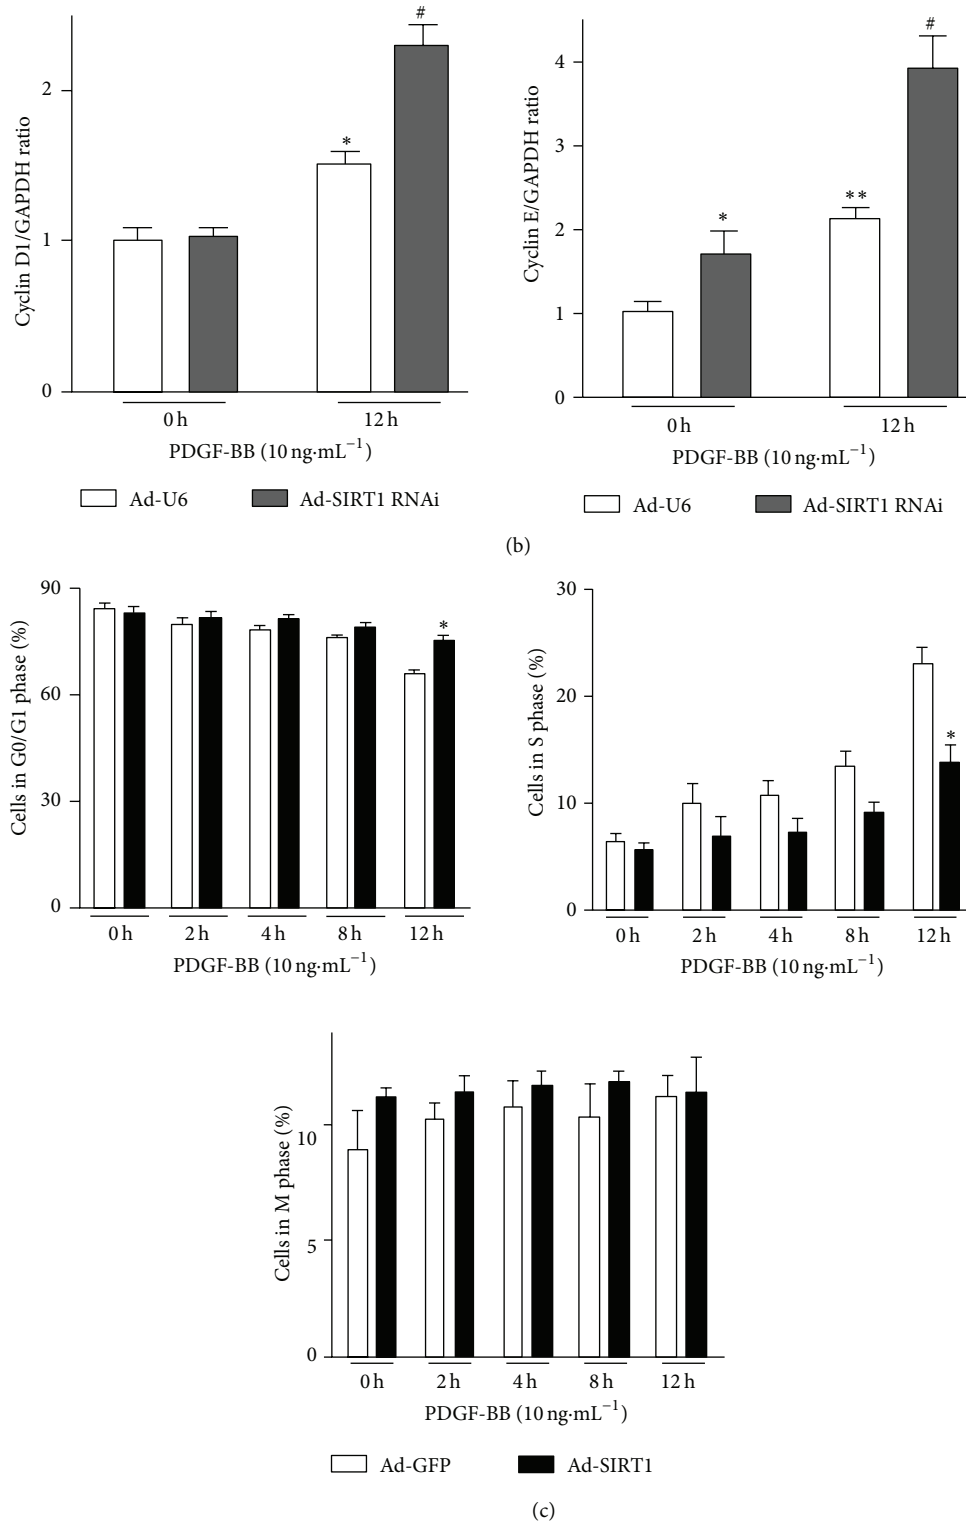 Cyclin D1/GAPDH ratio
2
1
0
*
#
0 h
12 h
PDGF-BB (10 ng·mL⁻¹)
Ad-U6
Ad-SIRT1 RNAi
Cyclin E/GAPDH ratio
4
3
2
1
0
*
**
#
0 h
12 h
PDGF-BB (10 ng·mL⁻¹)
Ad-U6
Ad-SIRT1 RNAi
(b)
Cells in G0/G1 phase (%)
90
60
30
0
*
0 h
2 h
4 h
8 h
12 h
PDGF-BB (10 ng·mL⁻¹)
Cells in S phase (%)
30
20
10
0
*
0 h
2 h
4 h
8 h
12 h
PDGF-BB (10 ng·mL⁻¹)
Cells in M phase (%)
10
5
0
0 h
2 h
4 h
8 h
12 h
PDGF-BB (10 ng·mL⁻¹)
Ad-GFP
Ad-SIRT1
(c)